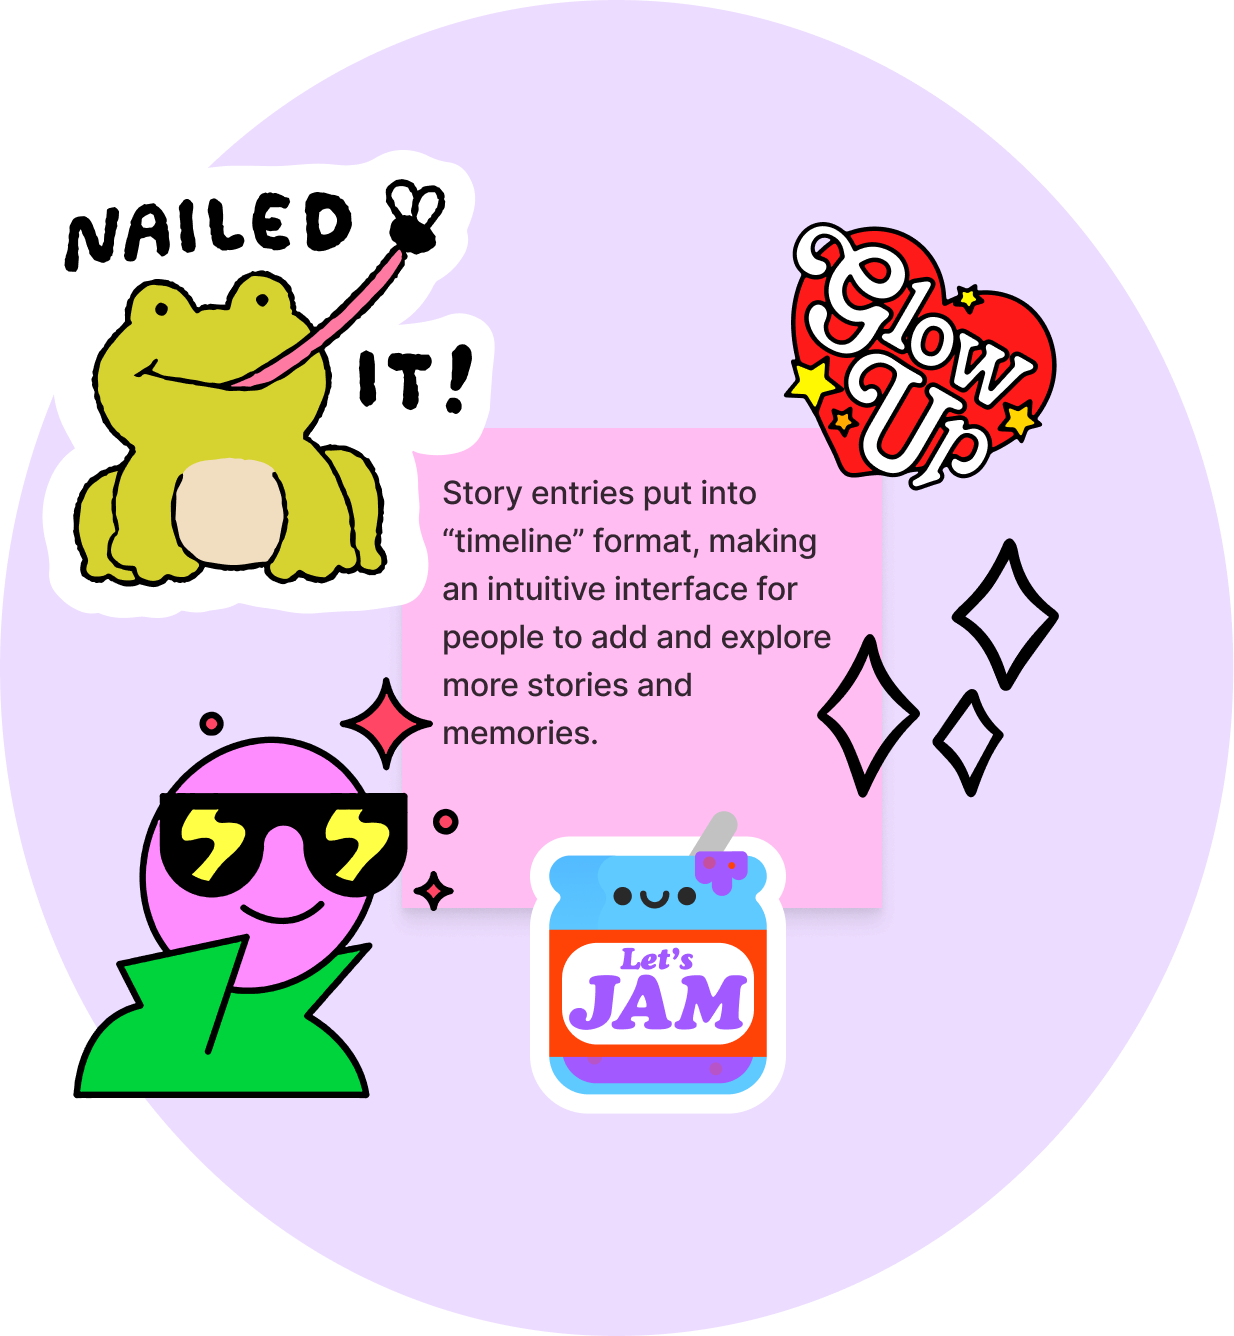 NAILED
IT!
Glow
Up
Story entries put into
“timeline” format, making
an intuitive interface for
people to add and explore
more stories and
memories.
Let’s
JAM